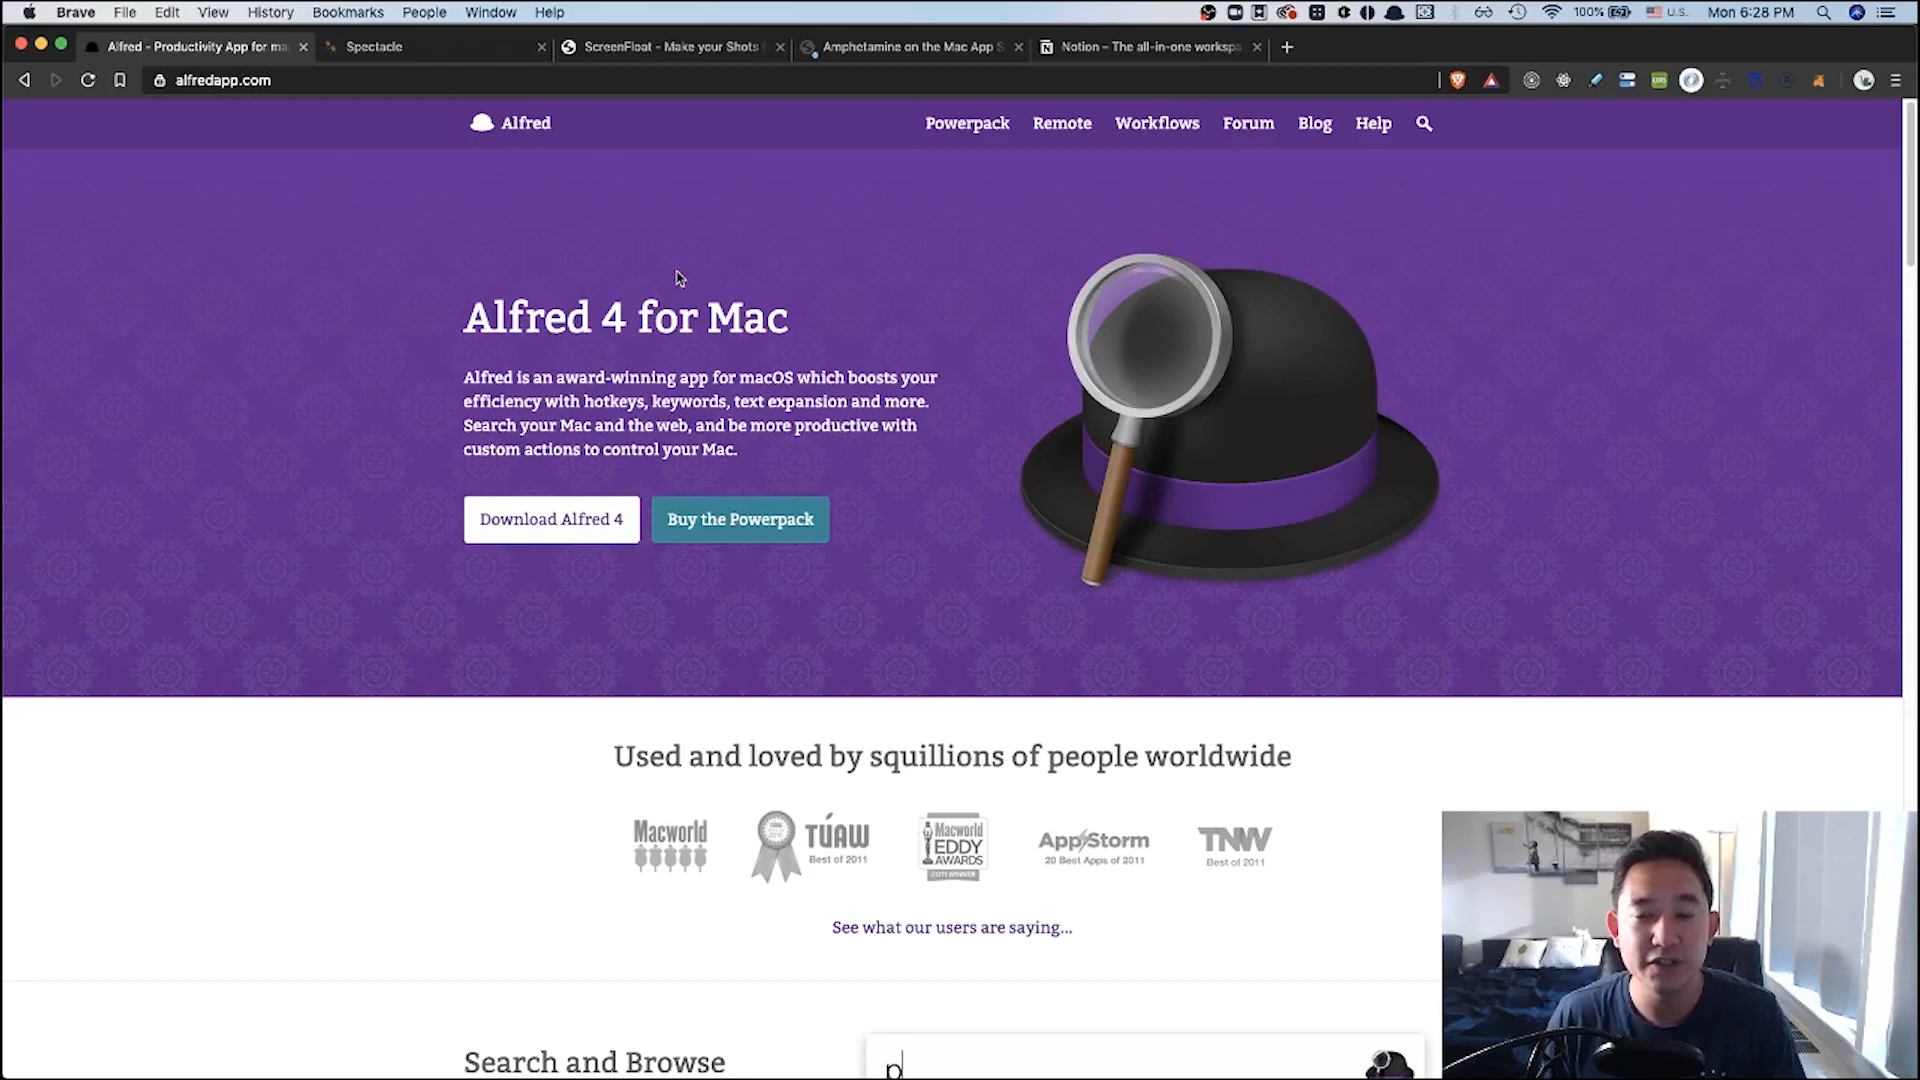 Brave File Edit View History Bookmarks People Window Help 100% U.S. Mon 6:28 PM
Alfred - Productivity App for ma Spectacle ScreenFloat - Make your Shots Amphetamine on the Mac App S Notion – The all-in-one workspa
alfredapp.com
Alfred Powerpack Remote Workflows Forum Blog Help
Alfred 4 for Mac
Alfred is an award-winning app for macOS which boosts your
efficiency with hotkeys, keywords, text expansion and more.
Search your Mac and the web, and be more productive with
custom actions to control your Mac.
Download Alfred 4 Buy the Powerpack
Used and loved by squillions of people worldwide
Macworld
TÚAW
Best of 2011
Macworld
EDDY
AWARDS
2011 WINNER
AppStorm
20 Best Apps of 2011
TNW
Best of 2011
See what our users are saying...
Search and Browse
p